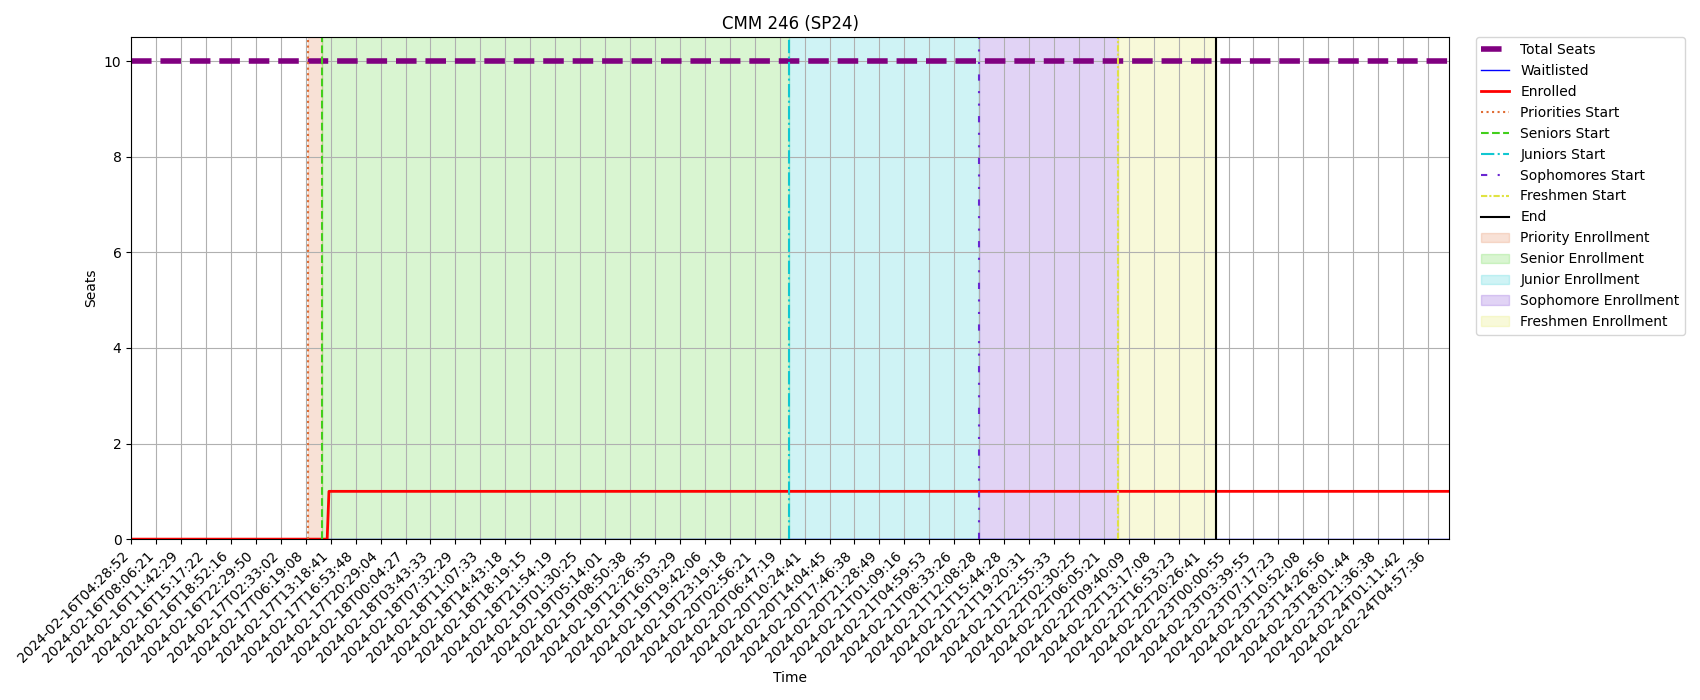 CMM 246 (SP24)
Seats
10
8
6
4
2
0
2024-02-16T04:28:52
2024-02-16T08:06:21
2024-02-16T11:42:29
2024-02-16T15:17:22
2024-02-16T18:52:16
2024-02-16T22:29:50
2024-02-17T02:33:02
2024-02-17T06:19:08
2024-02-17T13:18:41
2024-02-17T16:53:48
2024-02-17T20:29:04
2024-02-18T00:04:27
2024-02-18T03:43:33
2024-02-18T07:32:29
2024-02-18T11:07:33
2024-02-18T14:43:18
2024-02-18T18:19:15
2024-02-18T21:54:19
2024-02-19T01:30:25
2024-02-19T05:14:01
2024-02-19T08:50:38
2024-02-19T12:26:35
2024-02-19T16:03:29
2024-02-19T19:42:06
2024-02-19T23:19:18
2024-02-20T02:56:21
2024-02-20T06:47:19
2024-02-20T10:24:41
2024-02-20T14:04:45
2024-02-20T17:46:38
2024-02-20T21:28:49
2024-02-21T01:09:16
2024-02-21T04:59:53
2024-02-21T08:33:26
2024-02-21T12:08:28
2024-02-21T15:44:28
2024-02-21T19:20:31
2024-02-21T22:55:33
2024-02-22T02:30:25
2024-02-22T06:05:21
2024-02-22T09:40:09
2024-02-22T13:17:08
2024-02-22T16:53:23
2024-02-22T20:26:41
2024-02-23T00:00:55
2024-02-23T03:39:55
2024-02-23T07:17:23
2024-02-23T10:52:08
2024-02-23T14:26:56
2024-02-23T18:01:44
2024-02-23T21:36:38
2024-02-24T01:11:42
2024-02-24T04:57:36
Time
Total Seats
Waitlisted
Enrolled
Priorities Start
Seniors Start
Juniors Start
Sophomores Start
Freshmen Start
End
Priority Enrollment
Senior Enrollment
Junior Enrollment
Sophomore Enrollment
Freshmen Enrollment